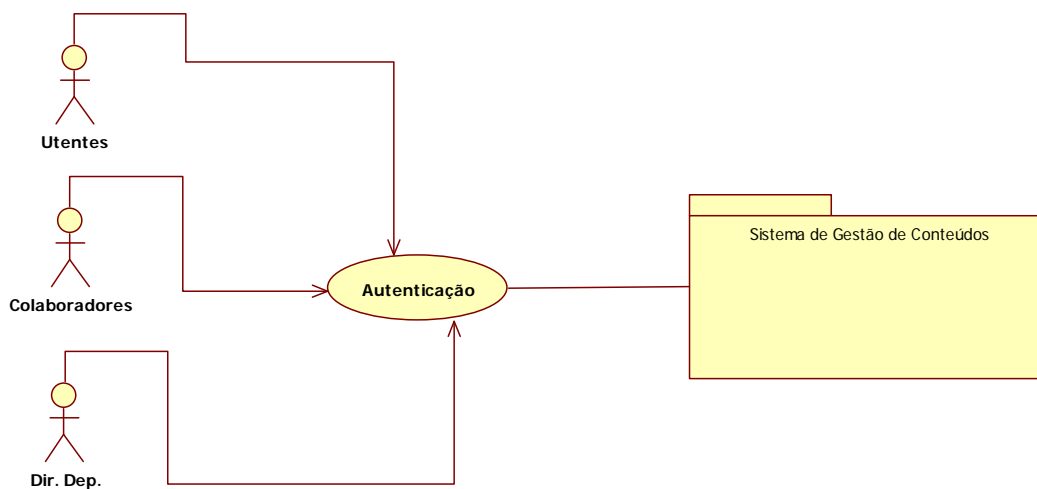 Utentes
Sistema de Gestão de Conteúdos
Autenticação
Colaboradores
Dir. Dep.